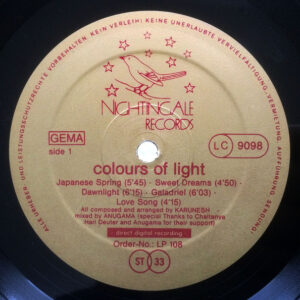 ALLE URHEBER UND LEISTUNGSSCHUTZRECHTE VORBEHALTEN. KEIN VERLEIH! KEINE UNERLAUBTE VERVIELFÄLTIGUNG, VERMIETUNG, AUFFÜHRUNG, SENDUNG!
NIGHTINGALE
RECORDS
GEMA
LC 9098
side 1
colours of light
Japanese Spring (5'45) · Sweet Dreams (4'50) ·
Dawnlight (6'15) · Geladriel (6'03) ·
Love Song (4'15)
All composed and arranged by KARUNESH
mixed by ANUGAMA (special Thanks to Chaitanya
Hari Deuter and Anugama for their support)
direct digital recording
Order-No.: LP 108
ST 33